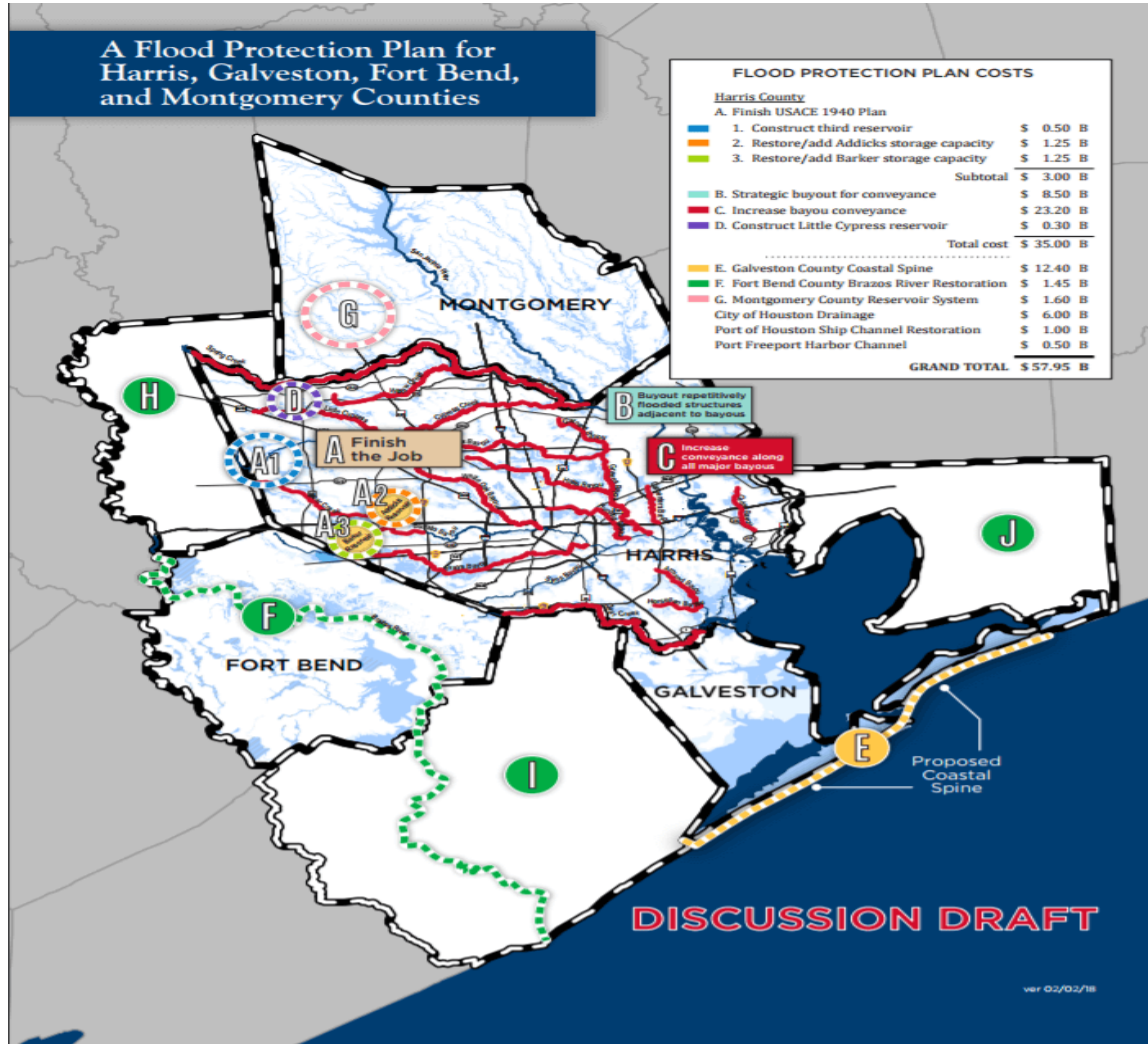 A Flood Protection Plan for
Harris, Galveston, Fort Bend,
and Montgomery Counties
FLOOD PROTECTION PLAN COSTS
Harris County
A. Finish USACE 1940 Plan
1. Construct third reservoir $ 0.50 B
2. Restore/add Addicks storage capacity $ 1.25 B
3. Restore/add Barker storage capacity $ 1.25 B
Subtotal $ 3.00 B
B. Strategic buyout for conveyance $ 8.50 B
C. Increase bayou conveyance $ 23.20 B
D. Construct Little Cypress reservoir $ 0.30 B
Total cost $ 35.00 B
E. Galveston County Coastal Spine $ 12.40 B
F. Fort Bend County Brazos River Restoration $ 1.45 B
G. Montgomery County Reservoir System $ 1.60 B
City of Houston Drainage $ 6.00 B
Port of Houston Ship Channel Restoration $ 1.00 B
Port Freeport Harbor Channel $ 0.50 B
GRAND TOTAL $ 57.95 B
MONTGOMERY
G
Spring Creek
H
D
B
Buyout repetitively
flooded structures
adjacent to bayous
A
Finish
the Job
C
Increase
conveyance along
all major bayous
A1
A2
A3
HARRIS
J
F
FORT BEND
GALVESTON
E
Proposed
Coastal
Spine
I
DISCUSSION DRAFT
ver 02/02/18